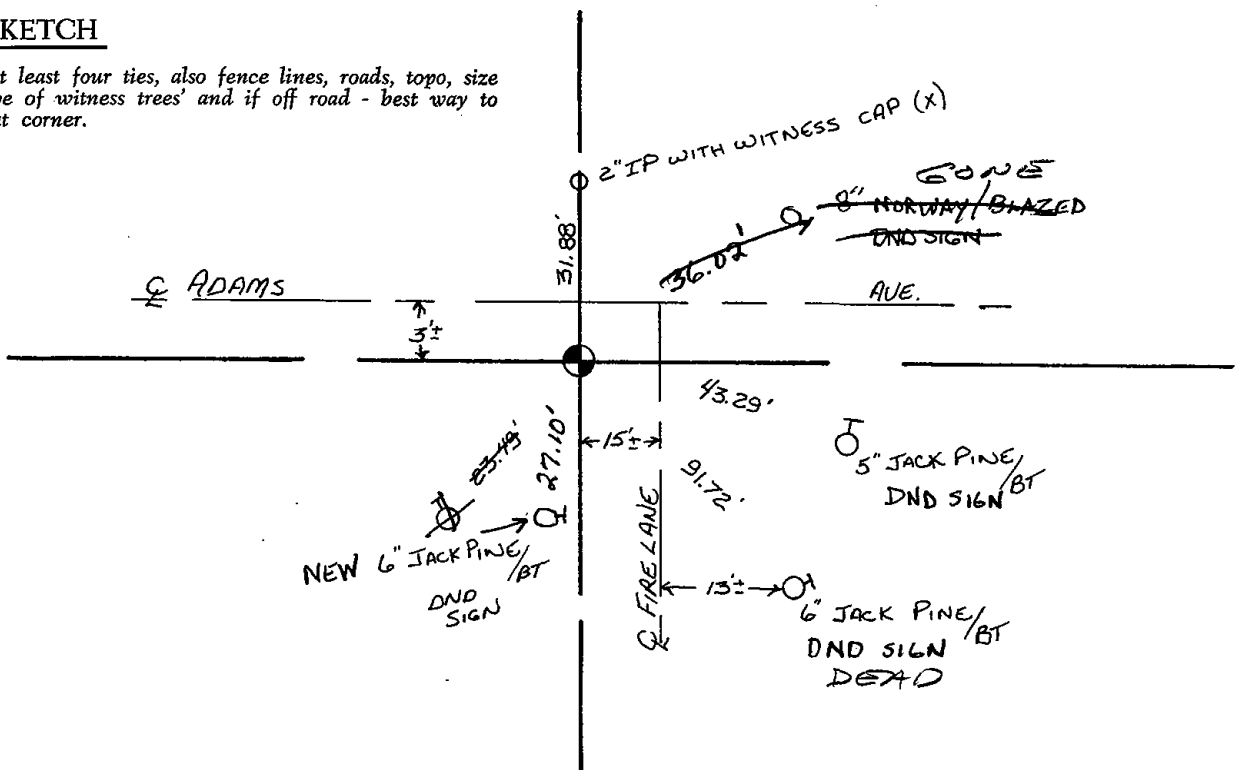 KETCH
t least four ties, also fence lines, roads, topo, size
pe of witness trees' and if off road - best way to
at corner.
2" IP WITH WITNESS CAP (X)
GONE
8" NORWAY/BLAZED
DND SIGN
31.88'
36.02'
℄ ADAMS
AVE.
3'±
43.29'
23.49'
27.10'
15'±
91.72'
5" JACK PINE/BT
DND SIGN
NEW 6" JACK PINE/BT
DND
SIGN
℄ FIRE LANE
13'±
6" JACK PINE/BT
DND SIGN
DEAD